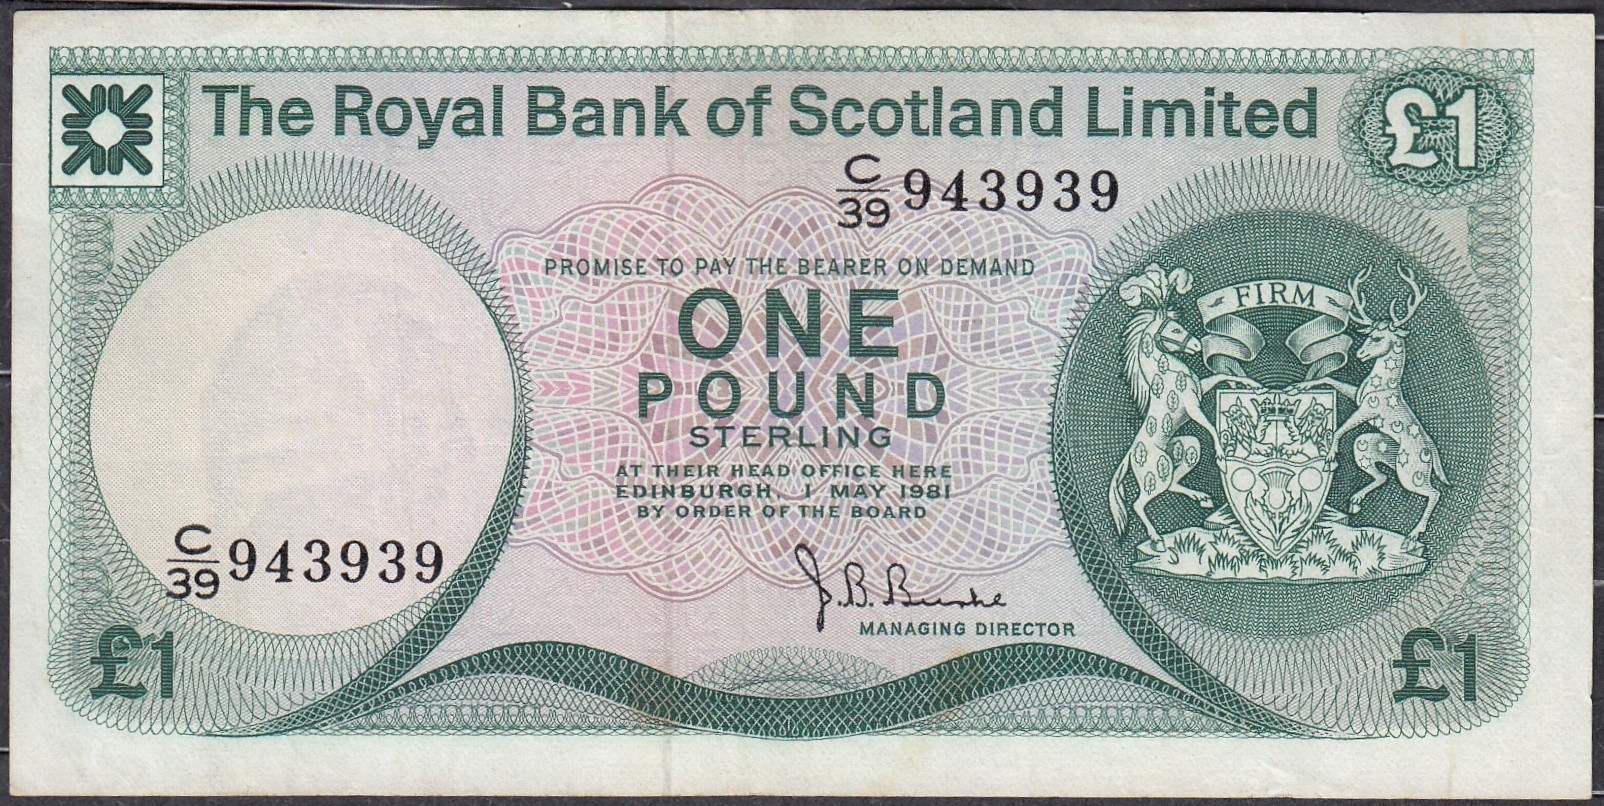 The Royal Bank of Scotland Limited
£1
C/39 943939
PROMISE TO PAY THE BEARER ON DEMAND
ONE
POUND
STERLING
AT THEIR HEAD OFFICE HERE
EDINBURGH, 1 MAY 1981
BY ORDER OF THE BOARD
FIRM
C/39 943939
J. B. Burke
MANAGING DIRECTOR
£1
£1